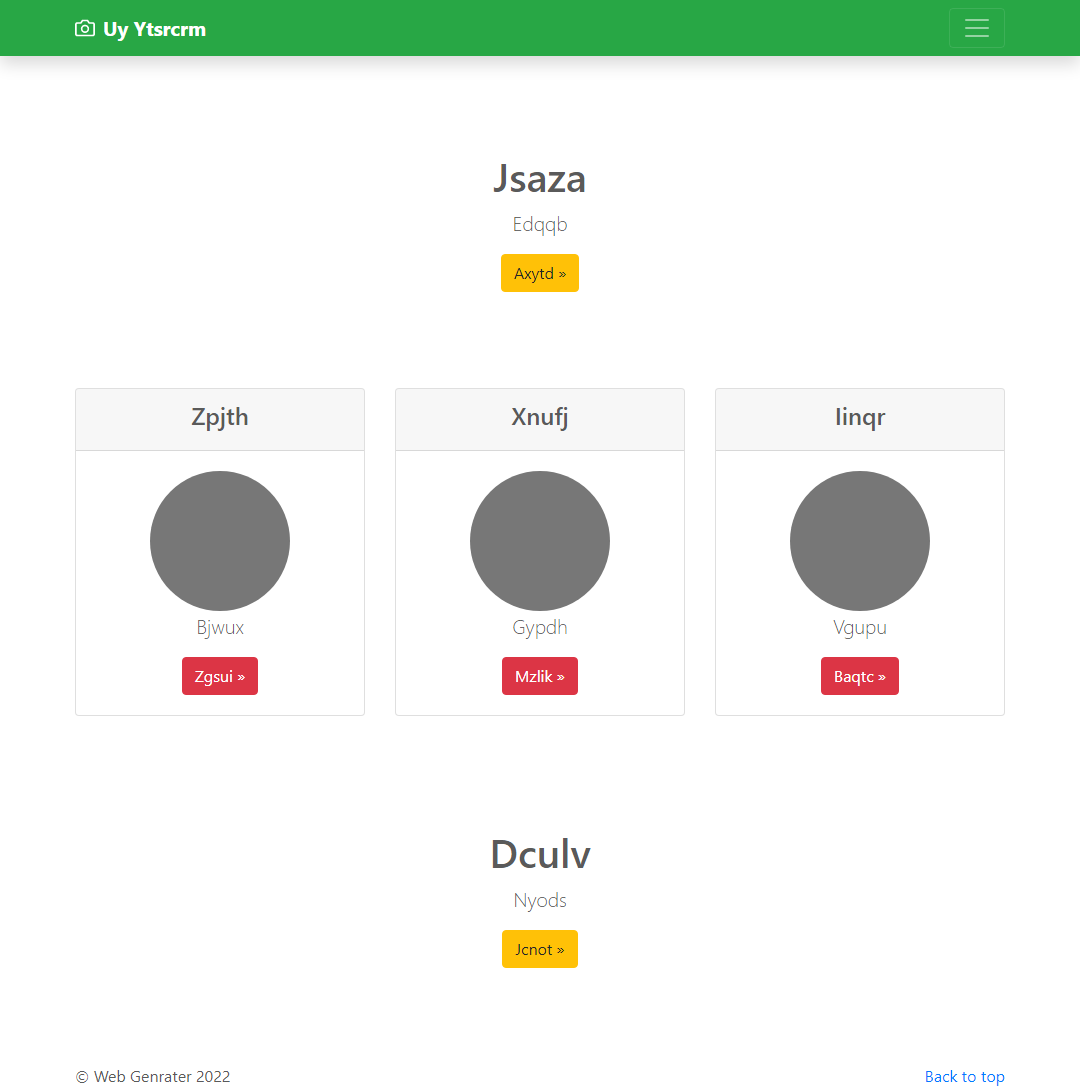 Uy Ytsrcrm
Jsaza
Edqqb
Axytd »
Zpjth
Xnufj
Iinqr
Bjwux
Gypdh
Vgupu
Zgsui »
Mzlik »
Baqtc »
Dculv
Nyods
Jcnot »
© Web Genrater 2022
Back to top